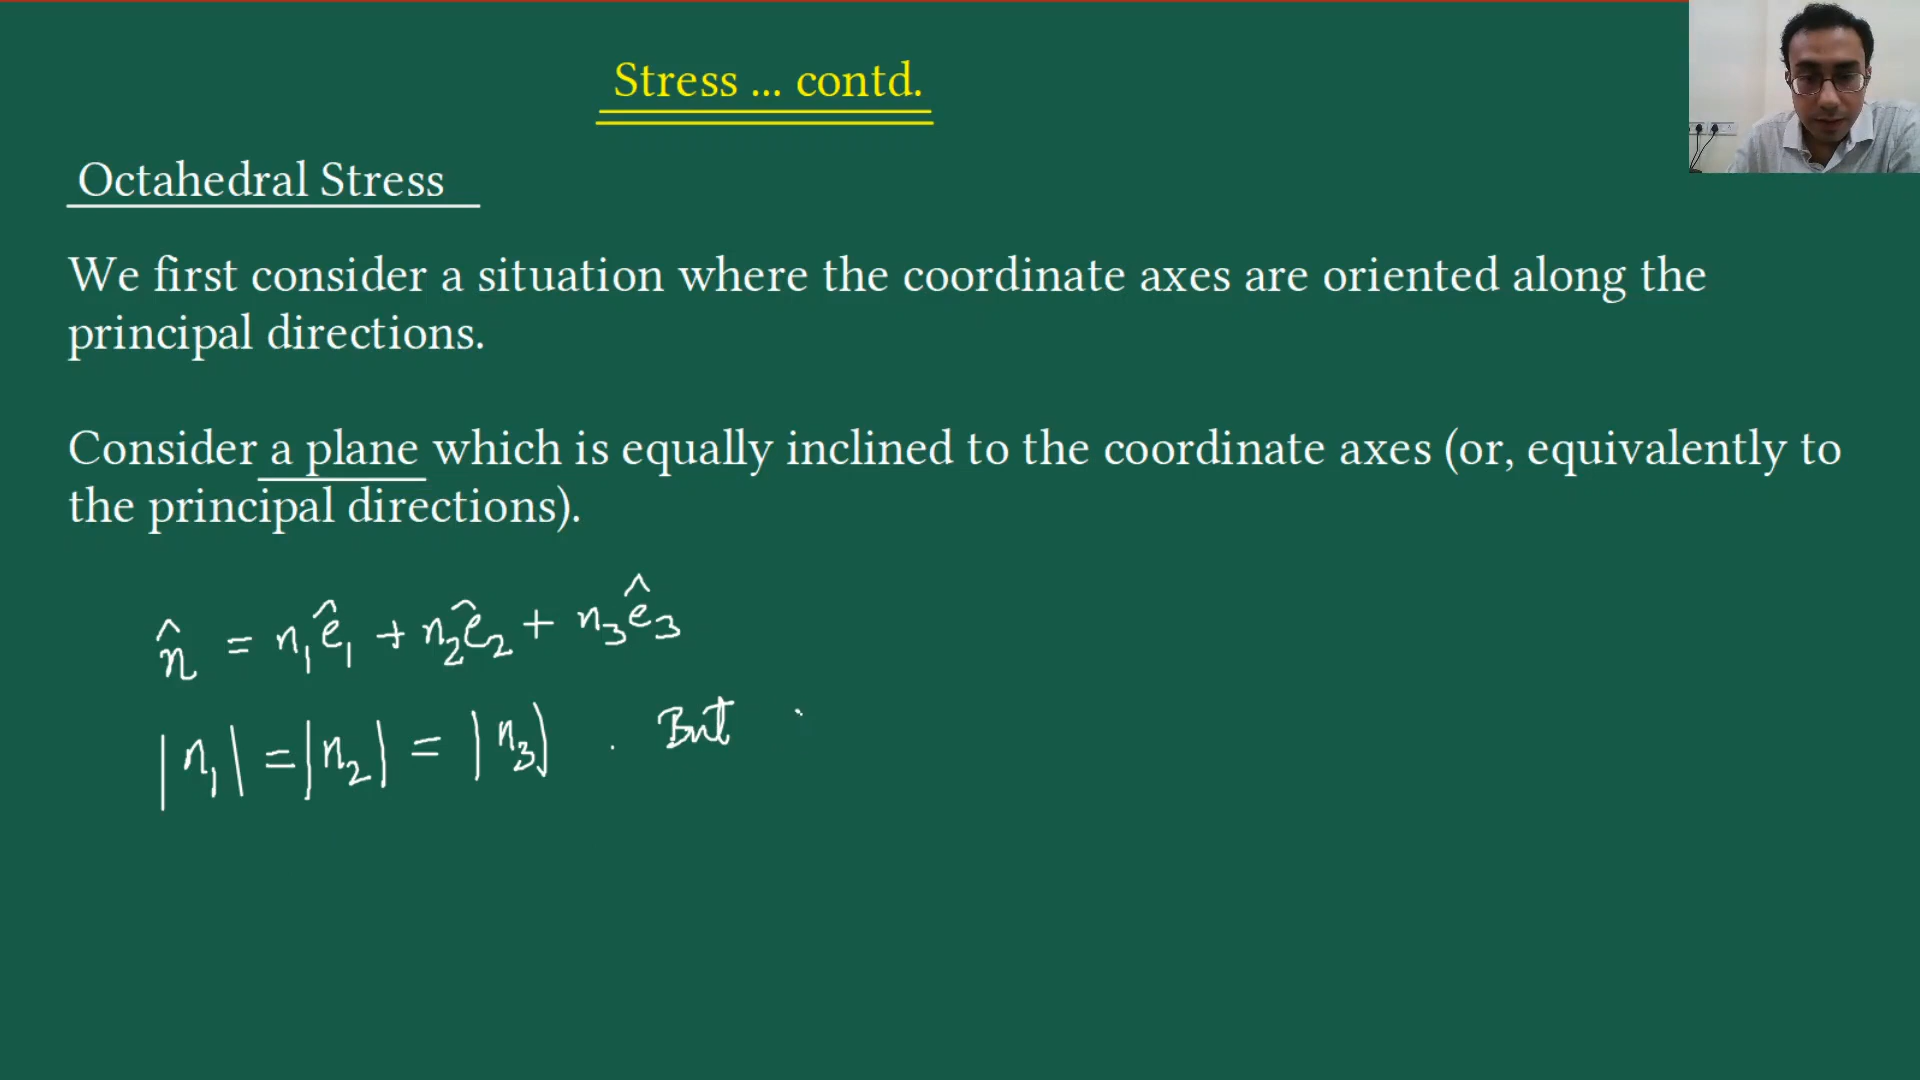 Stress ... contd.
Octahedral Stress
We first consider a situation where the coordinate axes are oriented along the
principal directions.
Consider a plane which is equally inclined to the coordinate axes (or, equivalently to
the principal directions).
n̂ = n₁ê₁ + n₂ê₂ + n₃ê₃
|n₁| = |n₂| = |n₃| . But